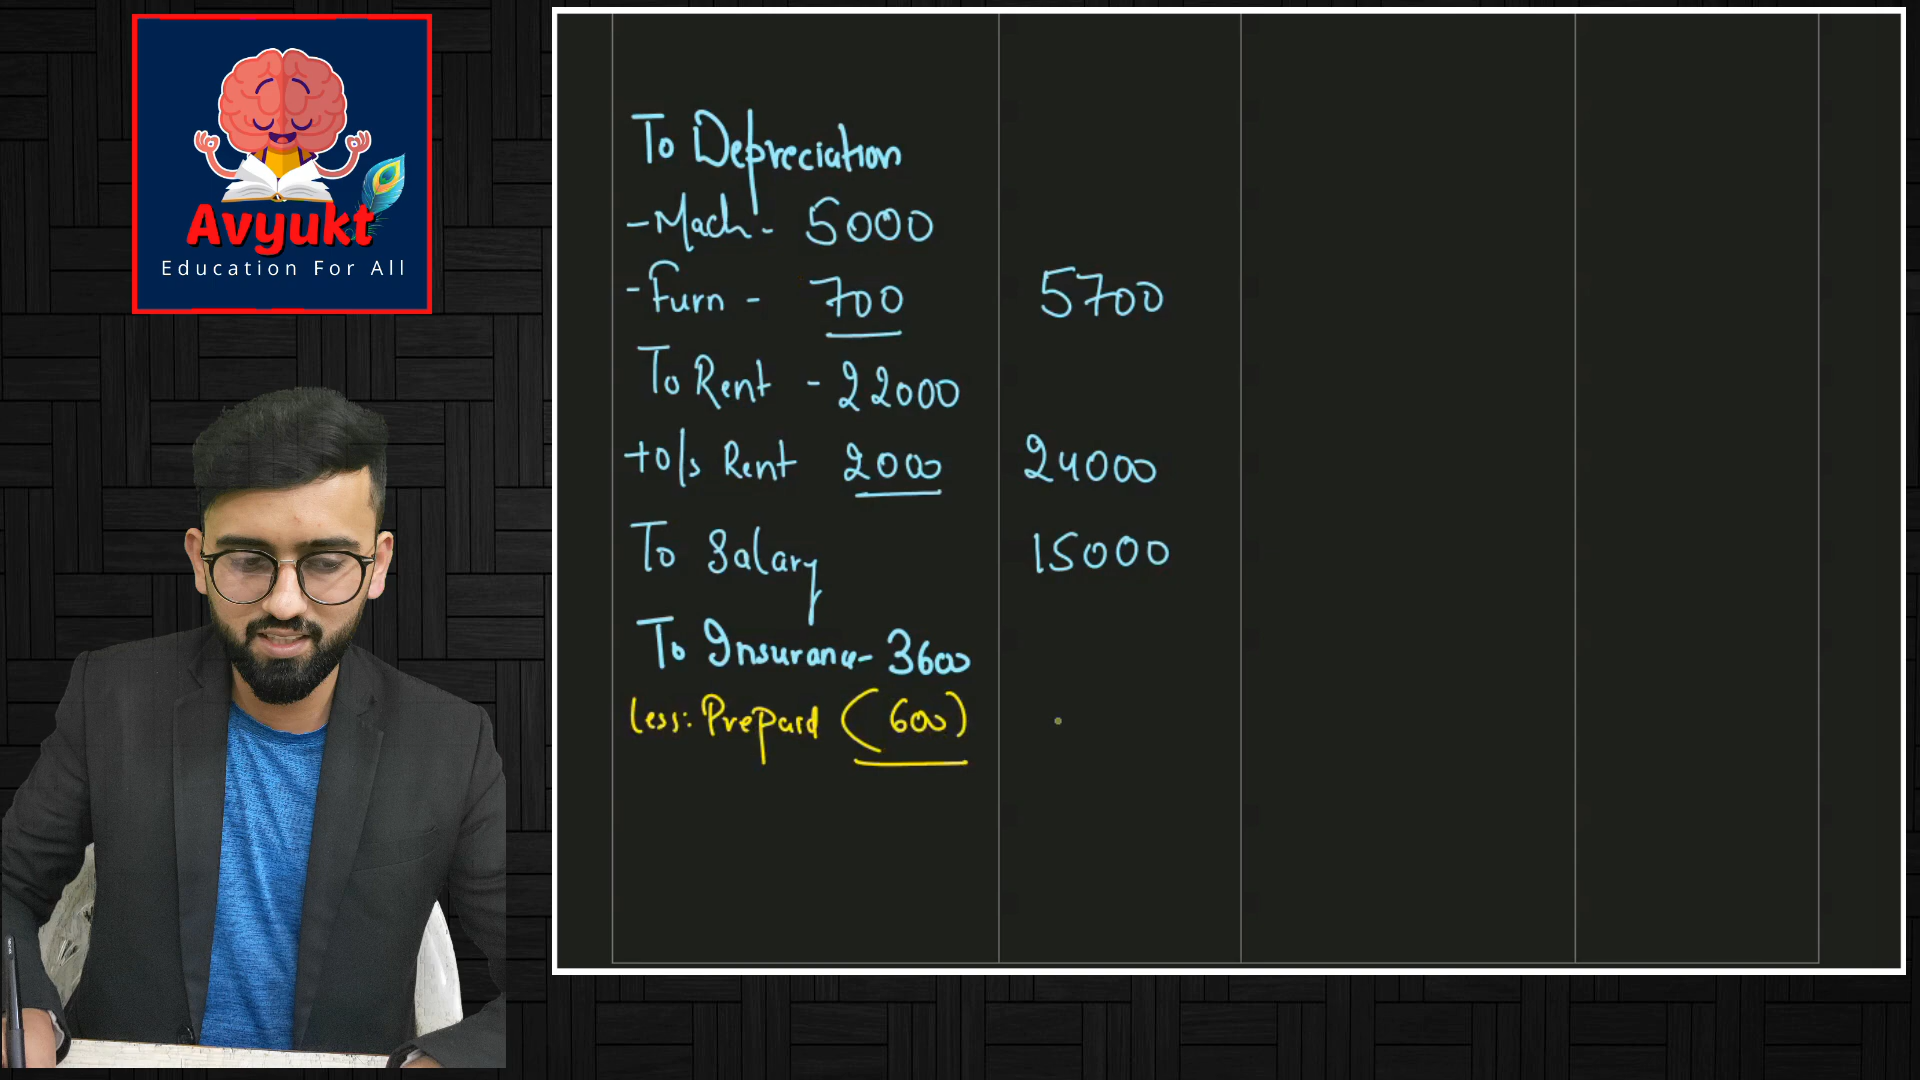 Avyukt
Education For All
To Depreciation
- Mach - 5000
- Furn - 700 5700
To Rent - 22000
+ o/s Rent 2000 24000
To Salary 15000
To Insurance - 3600
less: Prepaid (600)